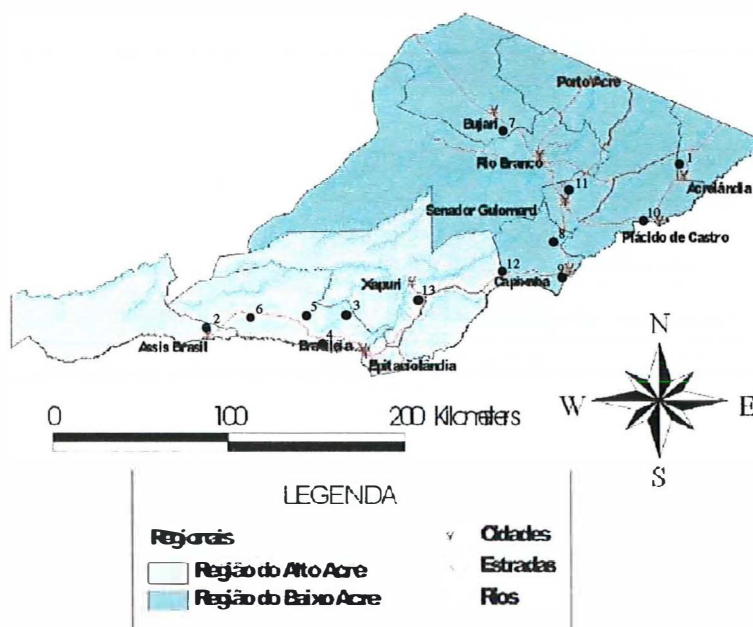 Porto Acre
Bujari
7
Rio Branco
1
Acrelândia
11
Senador Guiomard
10
Plácido de Castro
8
12
Capixaba
9
Xapuri
13
2
6
5
3
Assis Brasil
4
Brasileia
Epitaciolândia
N
W
E
S
0
100
200 Kilometers
LEGENDA
Regionais
Região do Alto Acre
Região do Baixo Acre
Cidades
Estradas
Rios